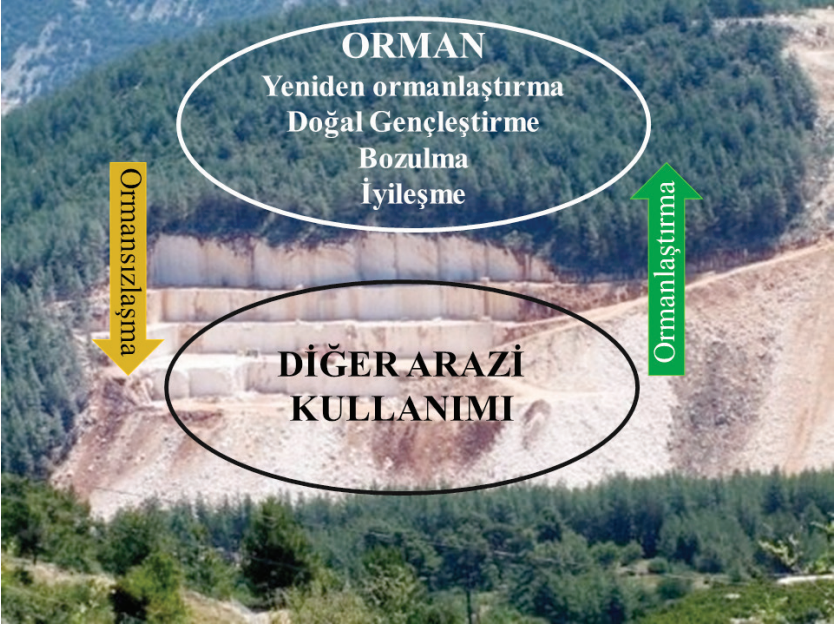 ORMAN
Yeniden ormanlaştırma
Doğal Gençleştirme
Bozulma
İyileşme
Ormansızlaşma
Ormanlaştırma
DİĞER ARAZİ
KULLANIMI